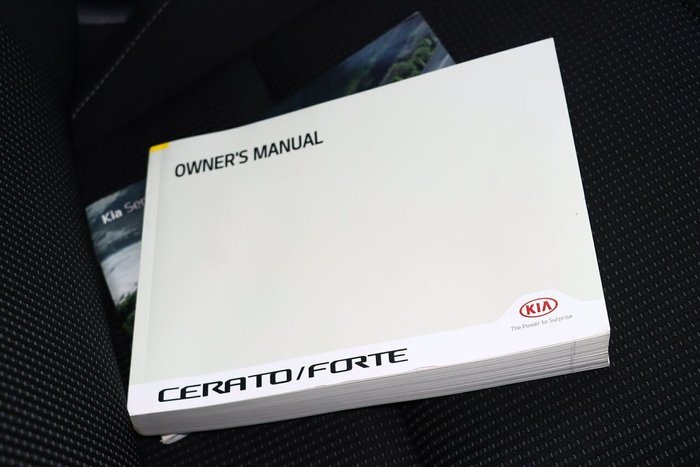 OWNER'S MANUAL
Kia
KIA
The Power to Surprise
CERATO/FORTE